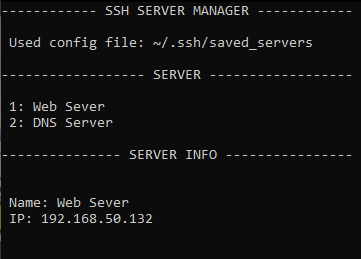 ------------ SSH SERVER MANAGER ------------
Used config file: ~/.ssh/saved_servers
------------------ SERVER ------------------
1: Web Sever
2: DNS Server
--------------- SERVER INFO ----------------
Name: Web Sever
IP: 192.168.50.132